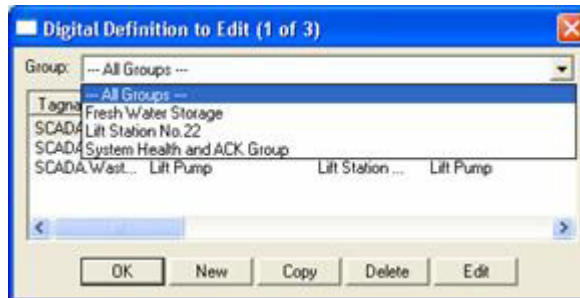 Digital Definition to Edit (1 of 3)
Group: --- All Groups ---
--- All Groups ---
Tagna
Fresh Water Storage
SCADA
Lift Station No.22
SCADA
System Health and ACK Group
SCADA.Wast... Lift Pump Lift Station ... Lift Pump
OK New Copy Delete Edit